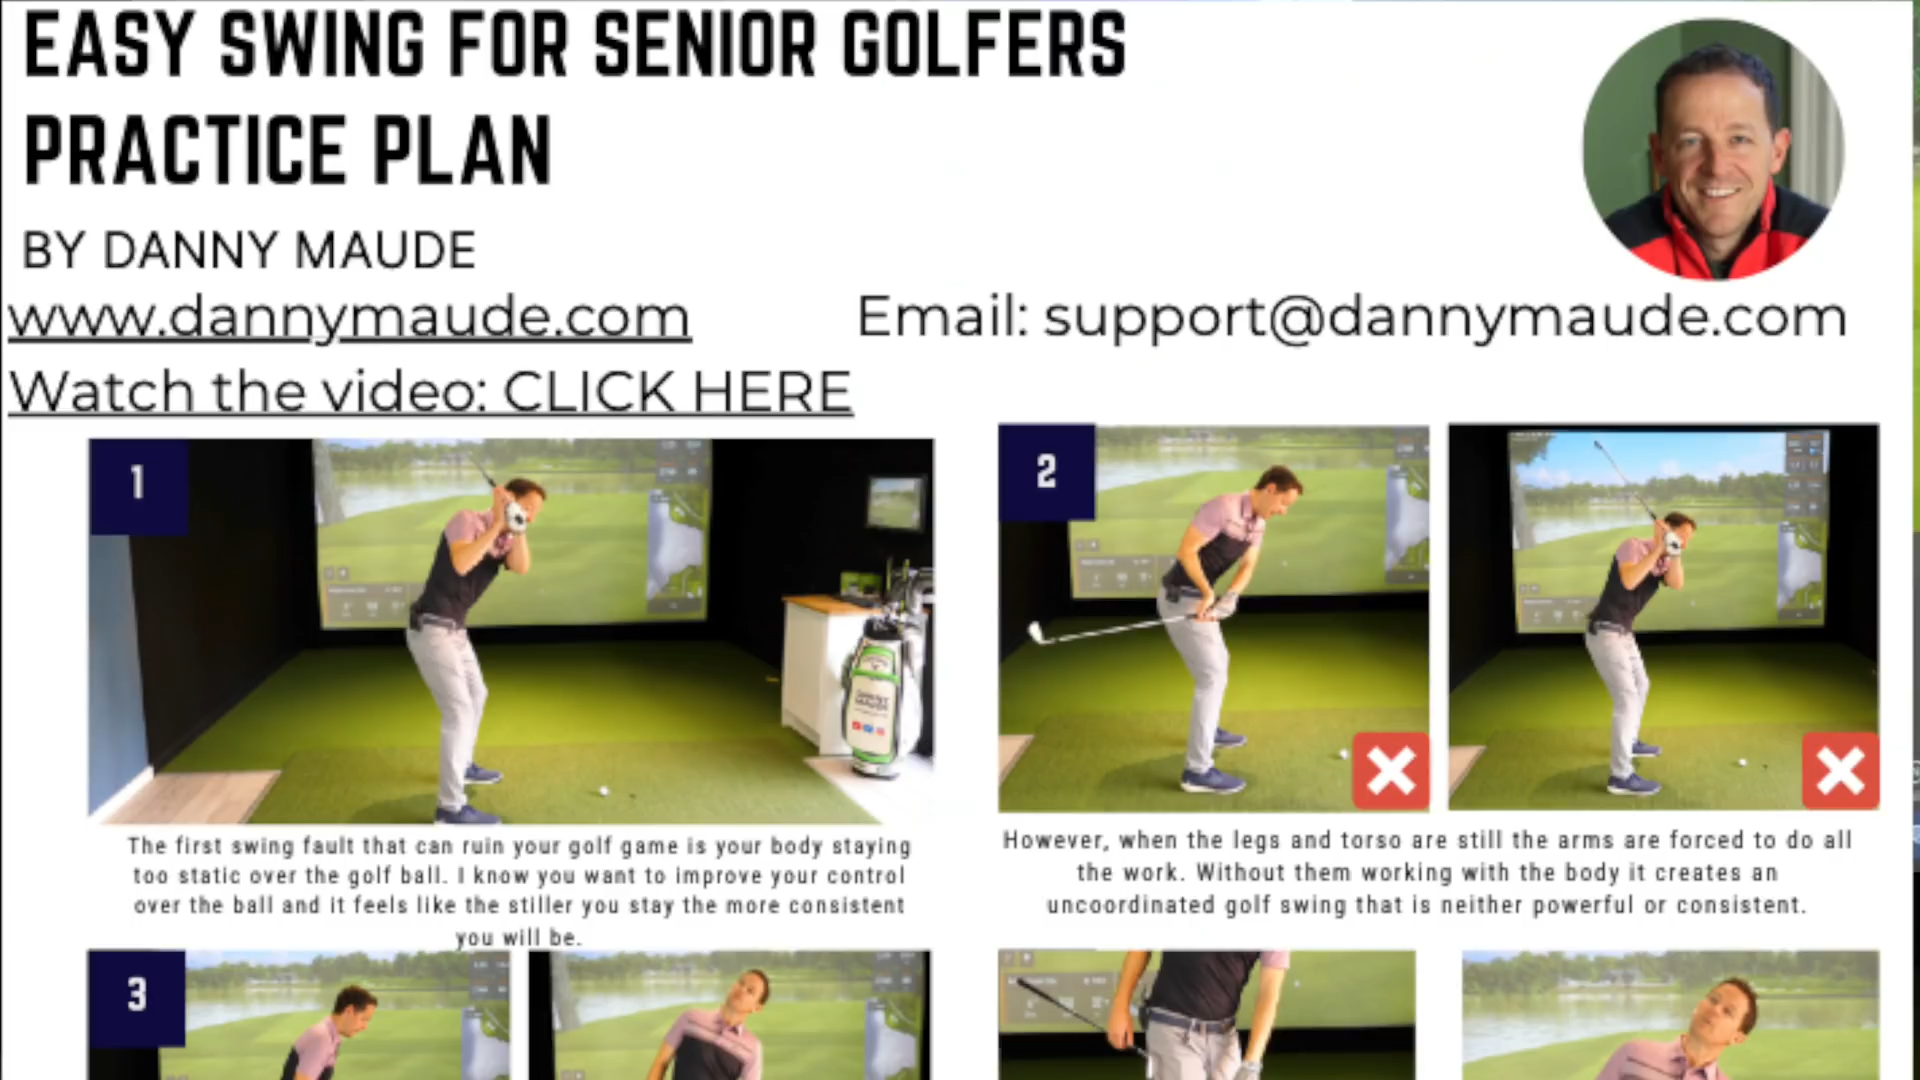 EASY SWING FOR SENIOR GOLFERS
PRACTICE PLAN
BY DANNY MAUDE
www.dannymaude.com
Email: support@dannymaude.com
Watch the video: CLICK HERE
1
2
DANNY
MAUDE
The first swing fault that can ruin your golf game is your body staying
too static over the golf ball. I know you want to improve your control
over the ball and it feels like the stiller you stay the more consistent
you will be.
However, when the legs and torso are still the arms are forced to do all
the work. Without them working with the body it creates an
uncoordinated golf swing that is neither powerful or consistent.
3